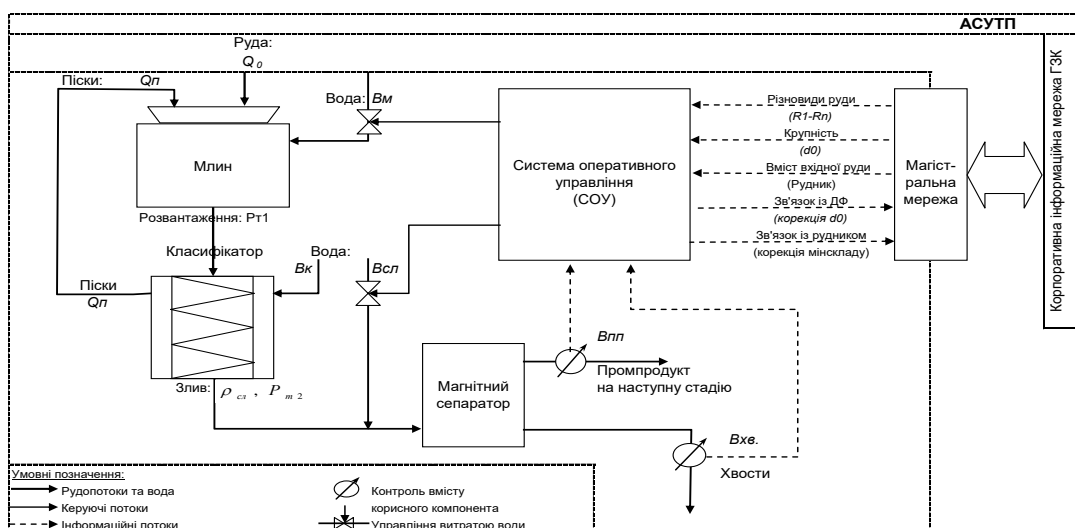 АСУТП
Руда:
Q0
Піски: Qп
Вода: Вм
Млин
Розвантаження: Рт1
Класифікатор
Вода:
Вк
Всл
Піски
Qп
Злив: ρсл , Pт2
Система оперативного
управління
(СОУ)
Різновиди руди
(R1-Rn)
Крупність
(d0)
Вміст вхідної руди
(Рудник)
Зв'язок із ДФ
(корекція d0)
Зв'язок із рудником
(корекція мінскладу)
Магіст-
ральна
мережа
Корпоративна інформаційна мережа ГЗК
Магнітний
сепаратор
Впп
Промпродукт
на наступну стадію
Вхв.
Хвости
Умовні позначення:
Рудопотоки та вода
Керуючі потоки
Інформаційні потоки
Контроль вмісту
корисного компонента
Управління витратою води